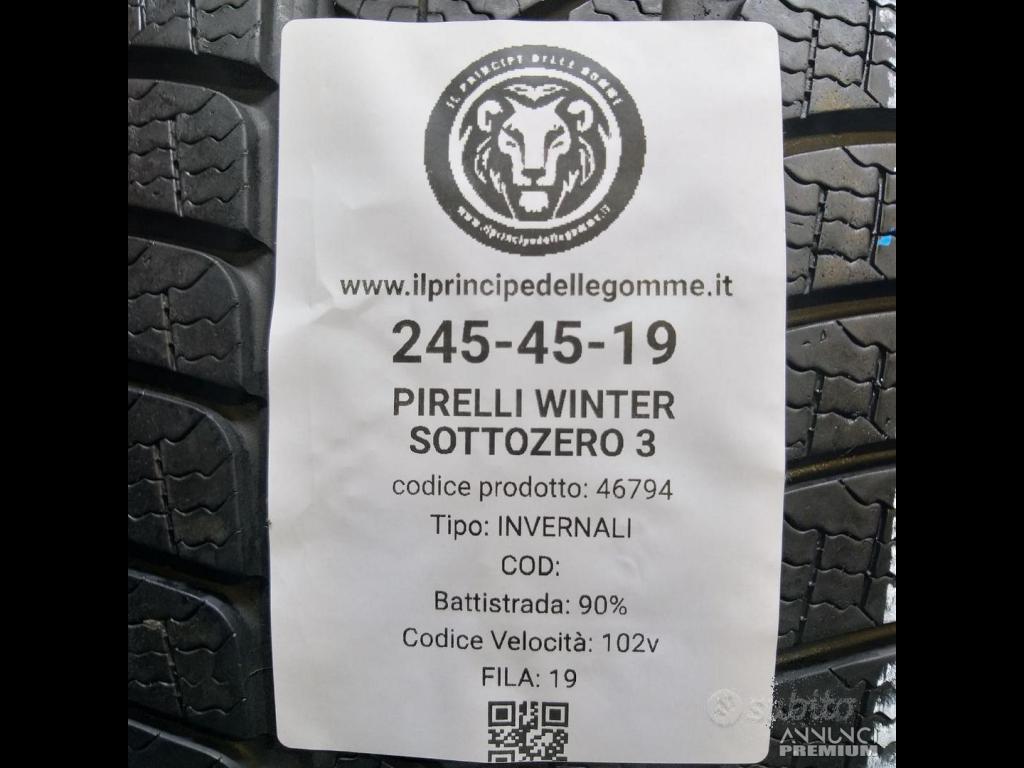 IL PRINCIPE DELLE GOMME
www.ilprincipedellegomme.it
www.ilprincipedellegomme.it
245-45-19
PIRELLI WINTER
SOTTOZERO 3
codice prodotto: 46794
Tipo: INVERNALI
COD:
Battistrada: 90%
Codice Velocità: 102v
FILA: 19
subito
ANNUNCI
PREMIUM